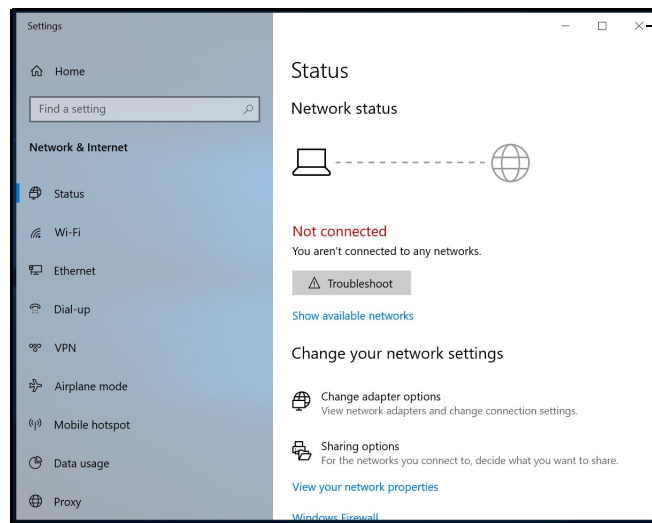 Settings
Home
Find a setting
Network & Internet
Status
Wi-Fi
Ethernet
Dial-up
VPN
Airplane mode
Mobile hotspot
Data usage
Proxy
Status
Network status
Not connected
You aren't connected to any networks.
Troubleshoot
Show available networks
Change your network settings
Change adapter options
View network adapters and change connection settings.
Sharing options
For the networks you connect to, decide what you want to share.
View your network properties
Windows Firewall